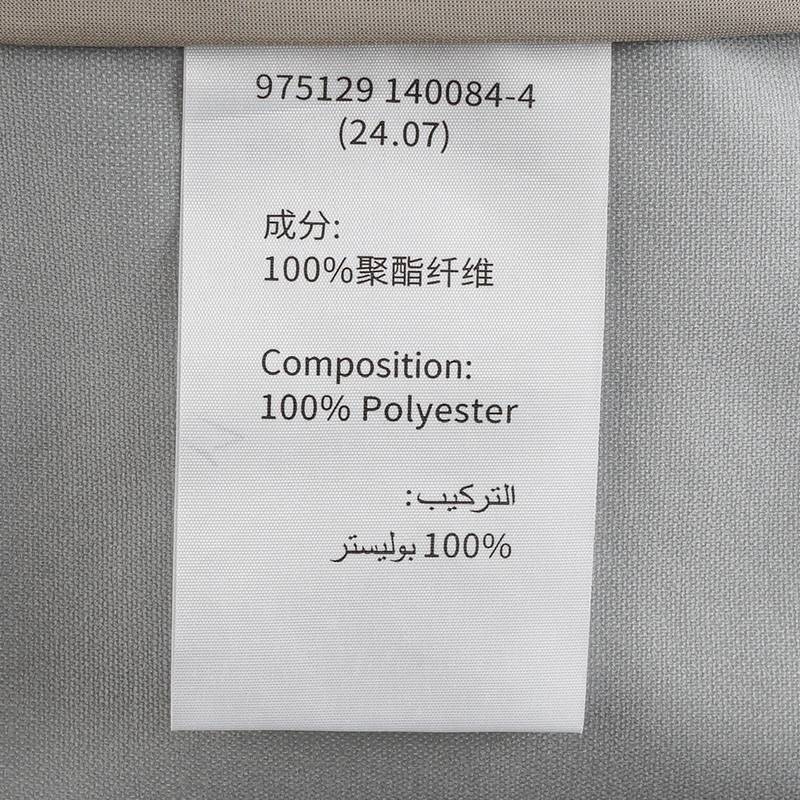 975129 140084-4
(24.07)
成分:
100%聚酯纤维
Composition:
100% Polyester
التركيب:
100% بوليستر